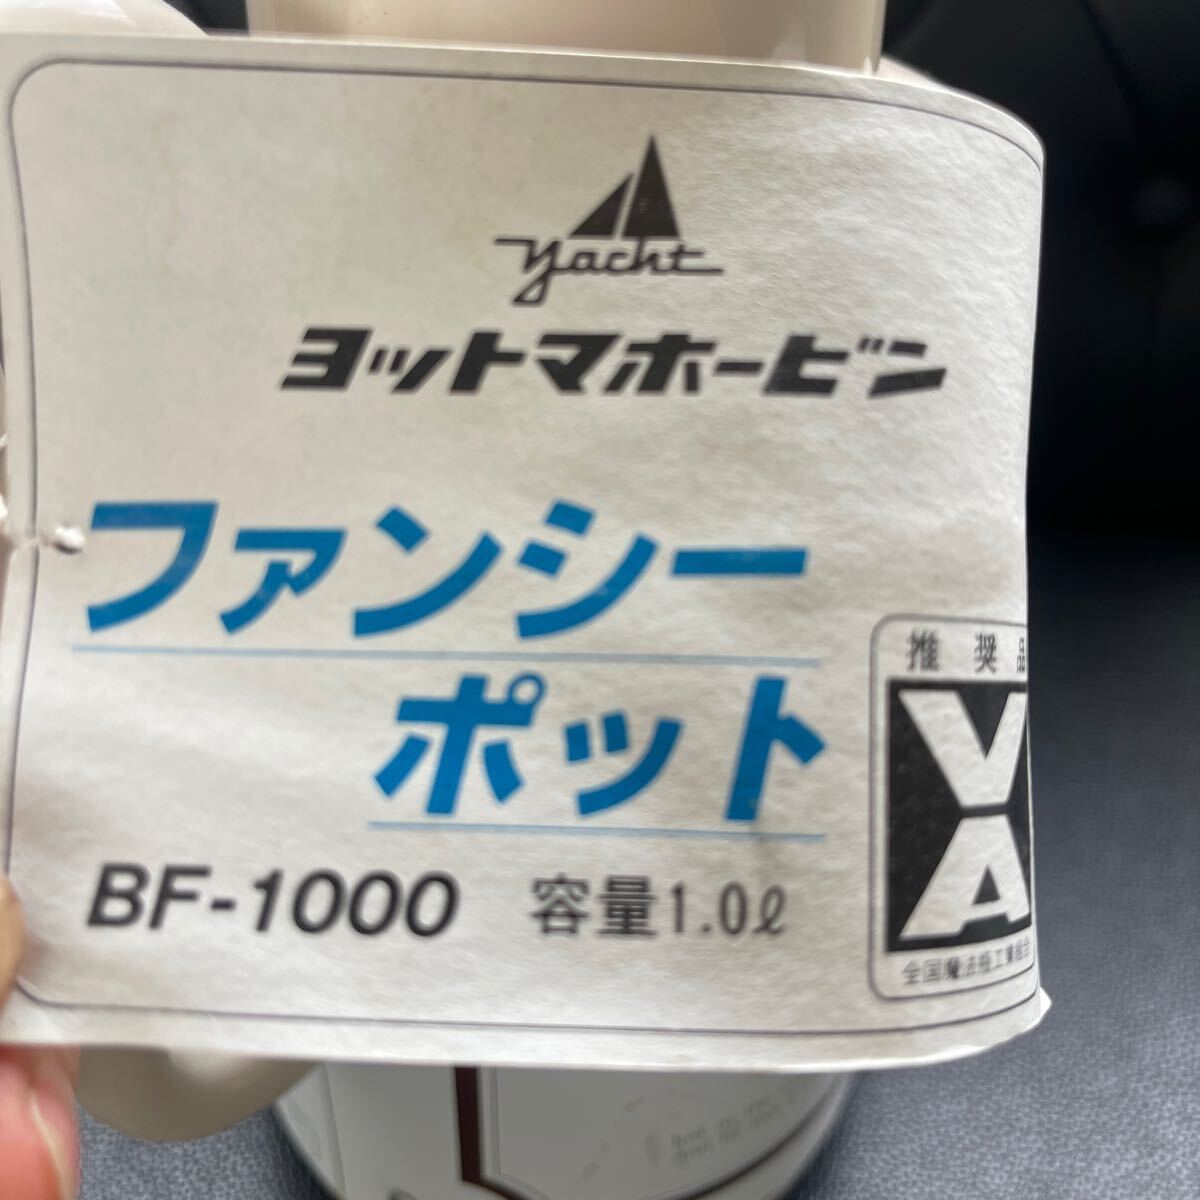 yacht
ヨットマホービン
ファンシー
ポット
BF-1000 容量1.0ℓ
推奨品
VA
全国魔法瓶工業組合